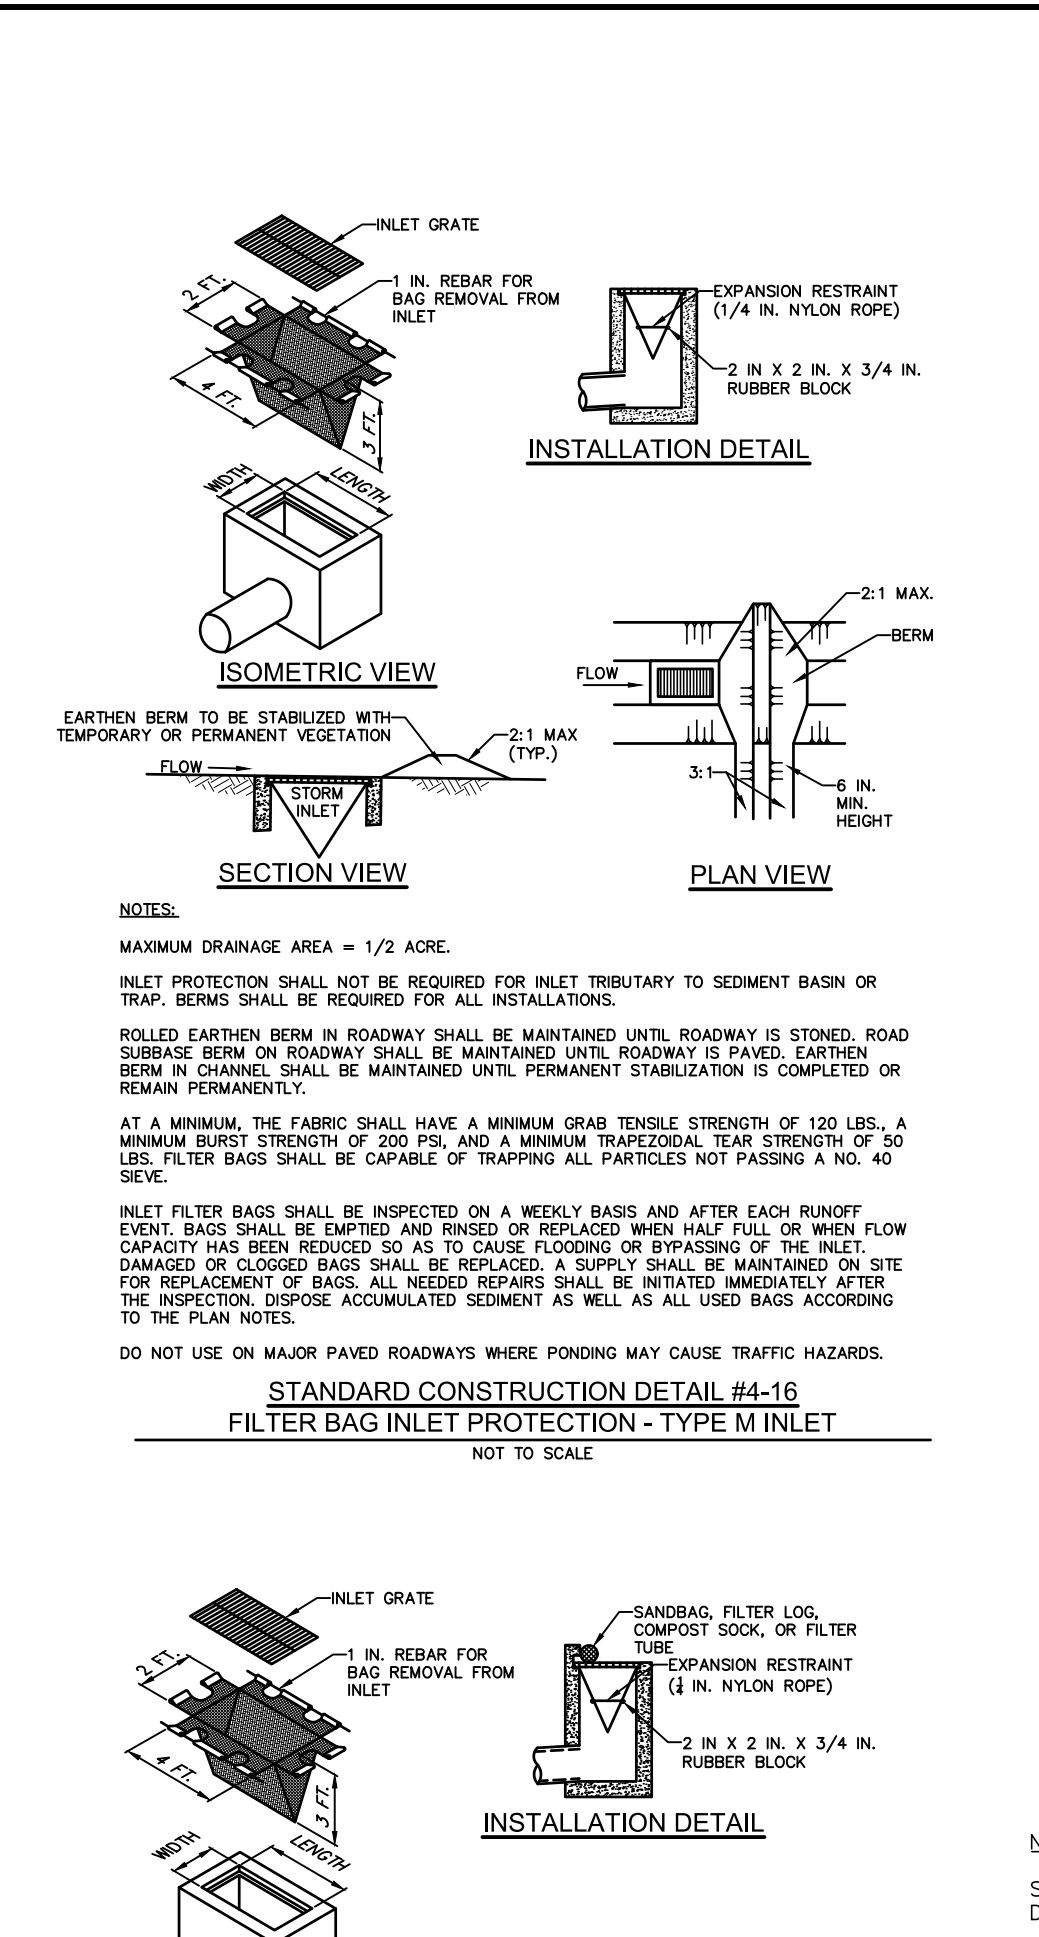 INLET GRATE
1 IN. REBAR FOR
BAG REMOVAL FROM
INLET
2 FT.
4 FT.
3 FT.
WIDTH
LENGTH
ISOMETRIC VIEW
EXPANSION RESTRAINT
(1/4 IN. NYLON ROPE)
2 IN X 2 IN. X 3/4 IN.
RUBBER BLOCK
INSTALLATION DETAIL
EARTHEN BERM TO BE STABILIZED WITH
TEMPORARY OR PERMANENT VEGETATION
2:1 MAX
(TYP.)
FLOW
STORM
INLET
SECTION VIEW
2:1 MAX.
BERM
FLOW
3:1
6 IN.
MIN.
HEIGHT
PLAN VIEW
NOTES:
MAXIMUM DRAINAGE AREA = 1/2 ACRE.
INLET PROTECTION SHALL NOT BE REQUIRED FOR INLET TRIBUTARY TO SEDIMENT BASIN OR
TRAP. BERMS SHALL BE REQUIRED FOR ALL INSTALLATIONS.
ROLLED EARTHEN BERM IN ROADWAY SHALL BE MAINTAINED UNTIL ROADWAY IS STONED. ROAD
SUBBASE BERM ON ROADWAY SHALL BE MAINTAINED UNTIL ROADWAY IS PAVED. EARTHEN
BERM IN CHANNEL SHALL BE MAINTAINED UNTIL PERMANENT STABILIZATION IS COMPLETED OR
REMAIN PERMANENTLY.
AT A MINIMUM, THE FABRIC SHALL HAVE A MINIMUM GRAB TENSILE STRENGTH OF 120 LBS., A
MINIMUM BURST STRENGTH OF 200 PSI, AND A MINIMUM TRAPEZOIDAL TEAR STRENGTH OF 50
LBS. FILTER BAGS SHALL BE CAPABLE OF TRAPPING ALL PARTICLES NOT PASSING A NO. 40
SIEVE.
INLET FILTER BAGS SHALL BE INSPECTED ON A WEEKLY BASIS AND AFTER EACH RUNOFF
EVENT. BAGS SHALL BE EMPTIED AND RINSED OR REPLACED WHEN HALF FULL OR WHEN FLOW
CAPACITY HAS BEEN REDUCED SO AS TO CAUSE FLOODING OR BYPASSING OF THE INLET.
DAMAGED OR CLOGGED BAGS SHALL BE REPLACED. A SUPPLY SHALL BE MAINTAINED ON SITE
FOR REPLACEMENT OF BAGS. ALL NEEDED REPAIRS SHALL BE INITIATED IMMEDIATELY AFTER
THE INSPECTION. DISPOSE ACCUMULATED SEDIMENT AS WELL AS ALL USED BAGS ACCORDING
TO THE PLAN NOTES.
DO NOT USE ON MAJOR PAVED ROADWAYS WHERE PONDING MAY CAUSE TRAFFIC HAZARDS.
STANDARD CONSTRUCTION DETAIL #4-16
FILTER BAG INLET PROTECTION - TYPE M INLET
NOT TO SCALE
INLET GRATE
1 IN. REBAR FOR
BAG REMOVAL FROM
INLET
2 FT.
4 FT.
3 FT.
WIDTH
LENGTH
SANDBAG, FILTER LOG,
COMPOST SOCK, OR FILTER
TUBE
EXPANSION RESTRAINT
(¼ IN. NYLON ROPE)
2 IN X 2 IN. X 3/4 IN.
RUBBER BLOCK
INSTALLATION DETAIL